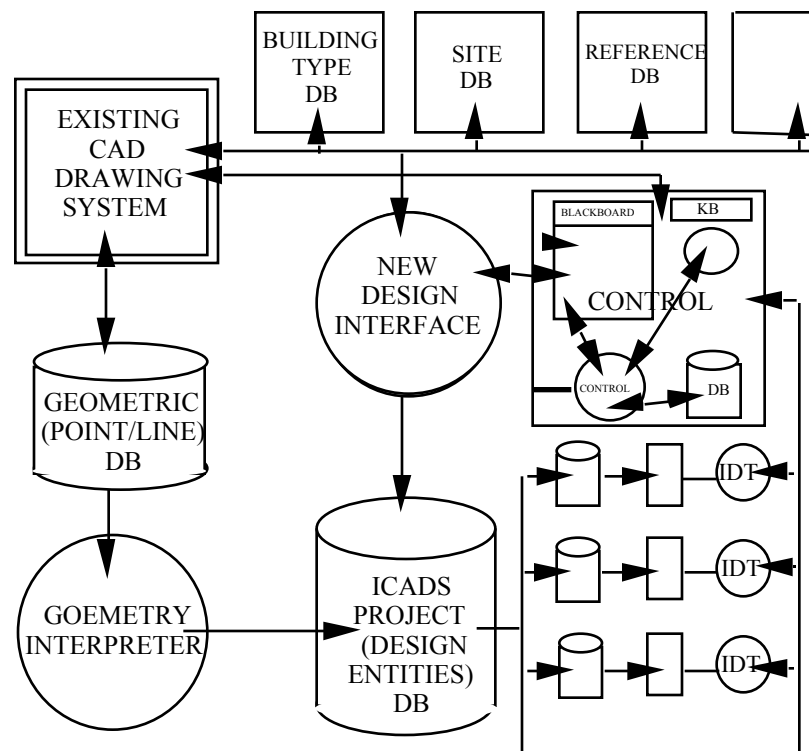 BUILDING
TYPE
DB
SITE
DB
REFERENCE
DB
EXISTING
CAD
DRAWING
SYSTEM
BLACKBOARD
KB
NEW
DESIGN
INTERFACE
CONTROL
CONTROL
DB
GEOMETRIC
(POINT/LINE)
DB
IDT
IDT
IDT
GOEMETRY
INTERPRETER
ICADS
PROJECT
(DESIGN
ENTITIES)
DB